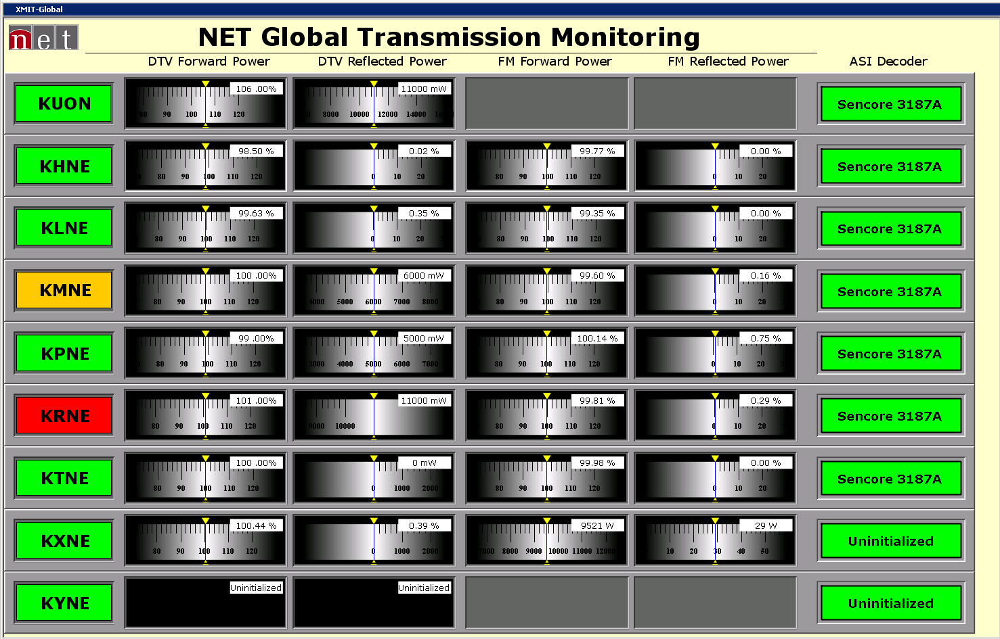 XMIT-Global
net
NET Global Transmission Monitoring
DTV Forward Power DTV Reflected Power FM Forward Power FM Reflected Power ASI Decoder
KUON 106 .00% 11000 mW Sencore 3187A
80 90 100 110 120 8000 10000 12000 14000
KHNE 98.50 % 0.02 % 99.77 % 0.00 % Sencore 3187A
80 90 100 110 120 0 10 20 80 90 100 110 120 0 10 20
KLNE 99.63 % 0.35 % 99.35 % 0.00 % Sencore 3187A
80 90 100 110 120 0 10 20 80 90 100 110 120 0 10 20
KMNE 100 .00% 6000 mW 99.60 % 0.16 % Sencore 3187A
80 90 100 110 120 4000 5000 6000 7000 8000 80 90 100 110 120 0 10 20
KPNE 99 .00% 5000 mW 100.14 % 0.75 % Sencore 3187A
80 90 100 110 120 3000 4000 5000 6000 7000 80 90 100 110 120 0 10 20
KRNE 101 .00% 11000 mW 99.81 % 0.29 % Sencore 3187A
80 90 100 110 120 9000 10000 80 90 100 110 120 0 10 20
KTNE 100 .00% 0 mW 99.98 % 0.00 % Sencore 3187A
80 90 100 110 120 0 1000 2000 80 90 100 110 120 0 10 20
KXNE 100.44 % 0.39 % 9521 W 29 W Uninitialized
80 90 100 110 120 0 1000 2000 7000 8000 9000 10000 11000 12000 10 20 30 40 50
KYNE Uninitialized Uninitialized Uninitialized